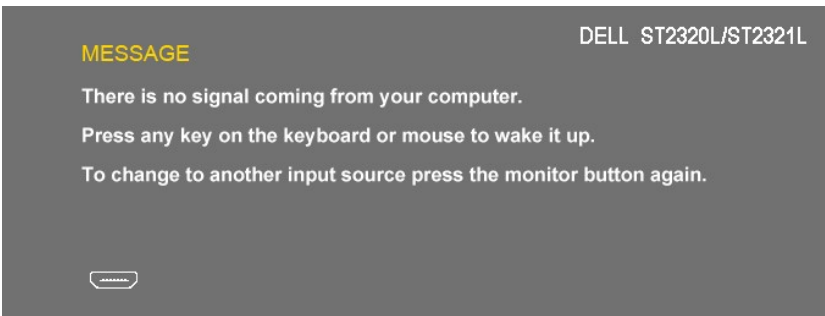 DELL ST2320L/ST2321L
MESSAGE
There is no signal coming from your computer.
Press any key on the keyboard or mouse to wake it up.
To change to another input source press the monitor button again.